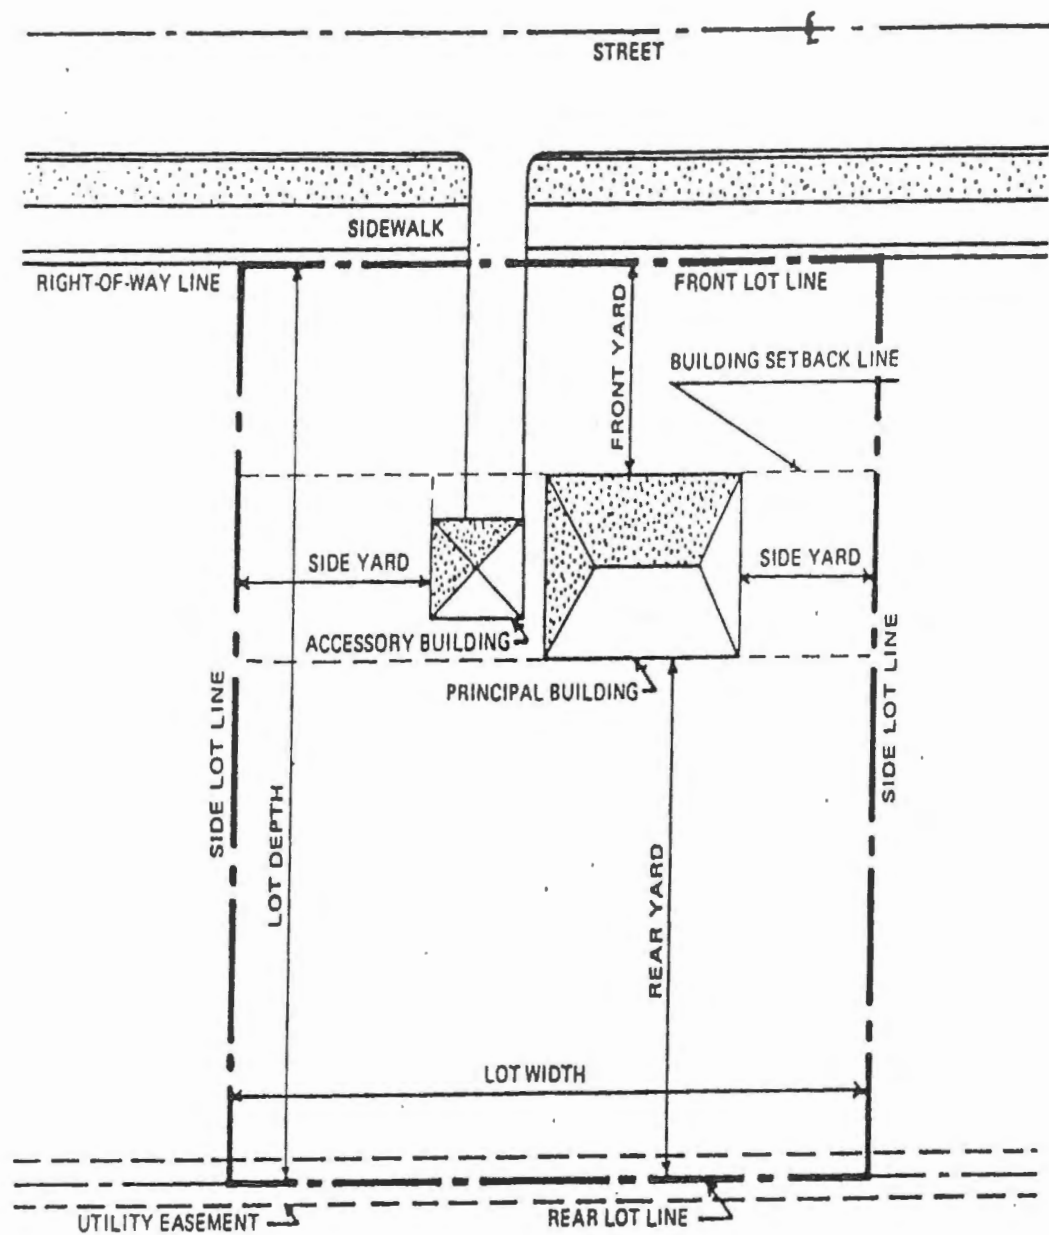 ℄
STREET
SIDEWALK
RIGHT-OF-WAY LINE
FRONT LOT LINE
FRONT YARD
BUILDING SETBACK LINE
SIDE YARD
SIDE YARD
ACCESSORY BUILDING
PRINCIPAL BUILDING
SIDE LOT LINE
SIDE LOT LINE
LOT DEPTH
REAR YARD
LOT WIDTH
UTILITY EASEMENT
REAR LOT LINE